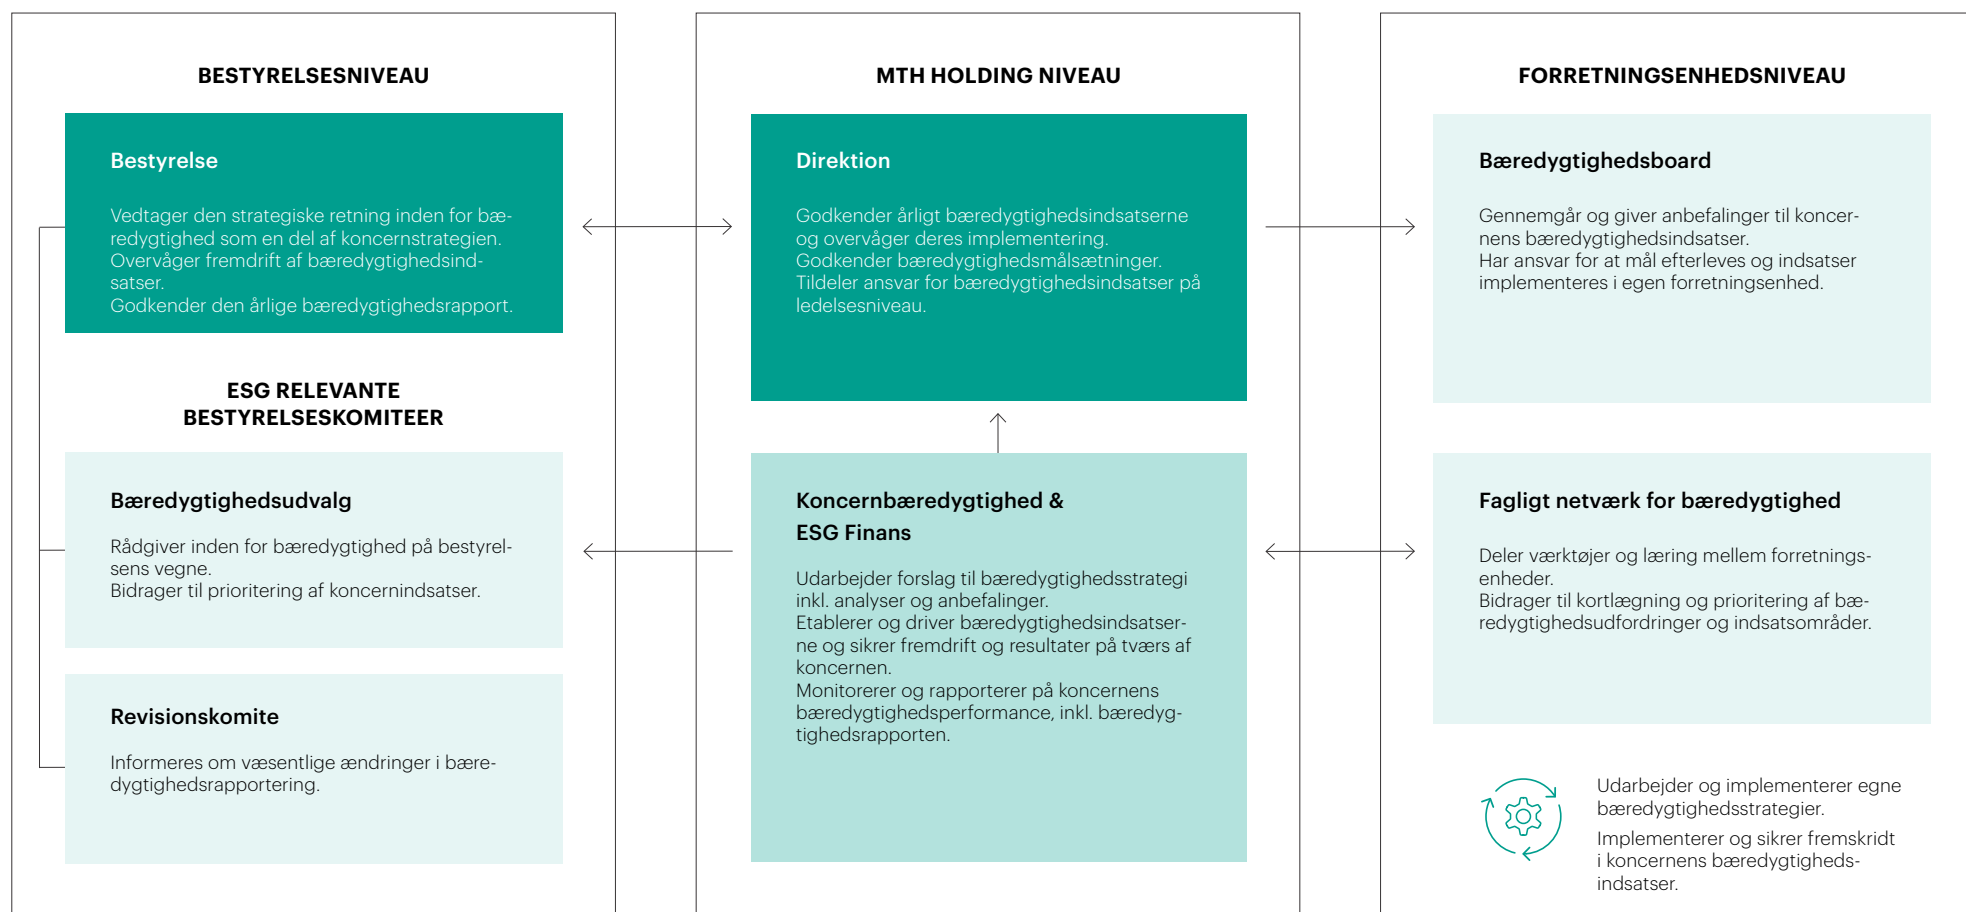 BESTYRELSESNIVEAU
Bestyrelse
Vedtager den strategiske retning inden for bæ-
redygtighed som en del af koncernstrategien.
Overvåger fremdrift af bæredygtighedsind-
satser.
Godkender den årlige bæredygtighedsrapport.
ESG RELEVANTE
BESTYRELSESKOMITEER
Bæredygtighedsudvalg
Rådgiver inden for bæredygtighed på bestyrel-
sens vegne.
Bidrager til prioritering af koncernindsatser.
Revisionskomite
Informeres om væsentlige ændringer i bære-
dygtighedsrapportering.
MTH HOLDING NIVEAU
Direktion
Godkender årligt bæredygtighedsindsatserne
og overvåger deres implementering.
Godkender bæredygtighedsmålsætninger.
Tildeler ansvar for bæredygtighedsindsatser på
ledelsesniveau.
Koncernbæredygtighed &
ESG Finans
Udarbejder forslag til bæredygtighedsstrategi
inkl. analyser og anbefalinger.
Etablerer og driver bæredygtighedsindsatser-
ne og sikrer fremdrift og resultater på tværs af
koncernen.
Monitorerer og rapporterer på koncernens
bæredygtighedsperformance, inkl. bæredyg-
tighedsrapporten.
FORRETNINGSENHEDSNIVEAU
Bæredygtighedsboard
Gennemgår og giver anbefalinger til koncer-
nens bæredygtighedsindsatser.
Har ansvar for at mål efterleves og indsatser
implementeres i egen forretningsenhed.
Fagligt netværk for bæredygtighed
Deler værktøjer og læring mellem forretnings-
enheder.
Bidrager til kortlægning og prioritering af bæ-
redygtighedsudfordringer og indsatsområder.
Udarbejder og implementerer egne
bæredygtighedsstrategier.
Implementerer og sikrer fremskridt
i koncernens bæredygtigheds-
indsatser.